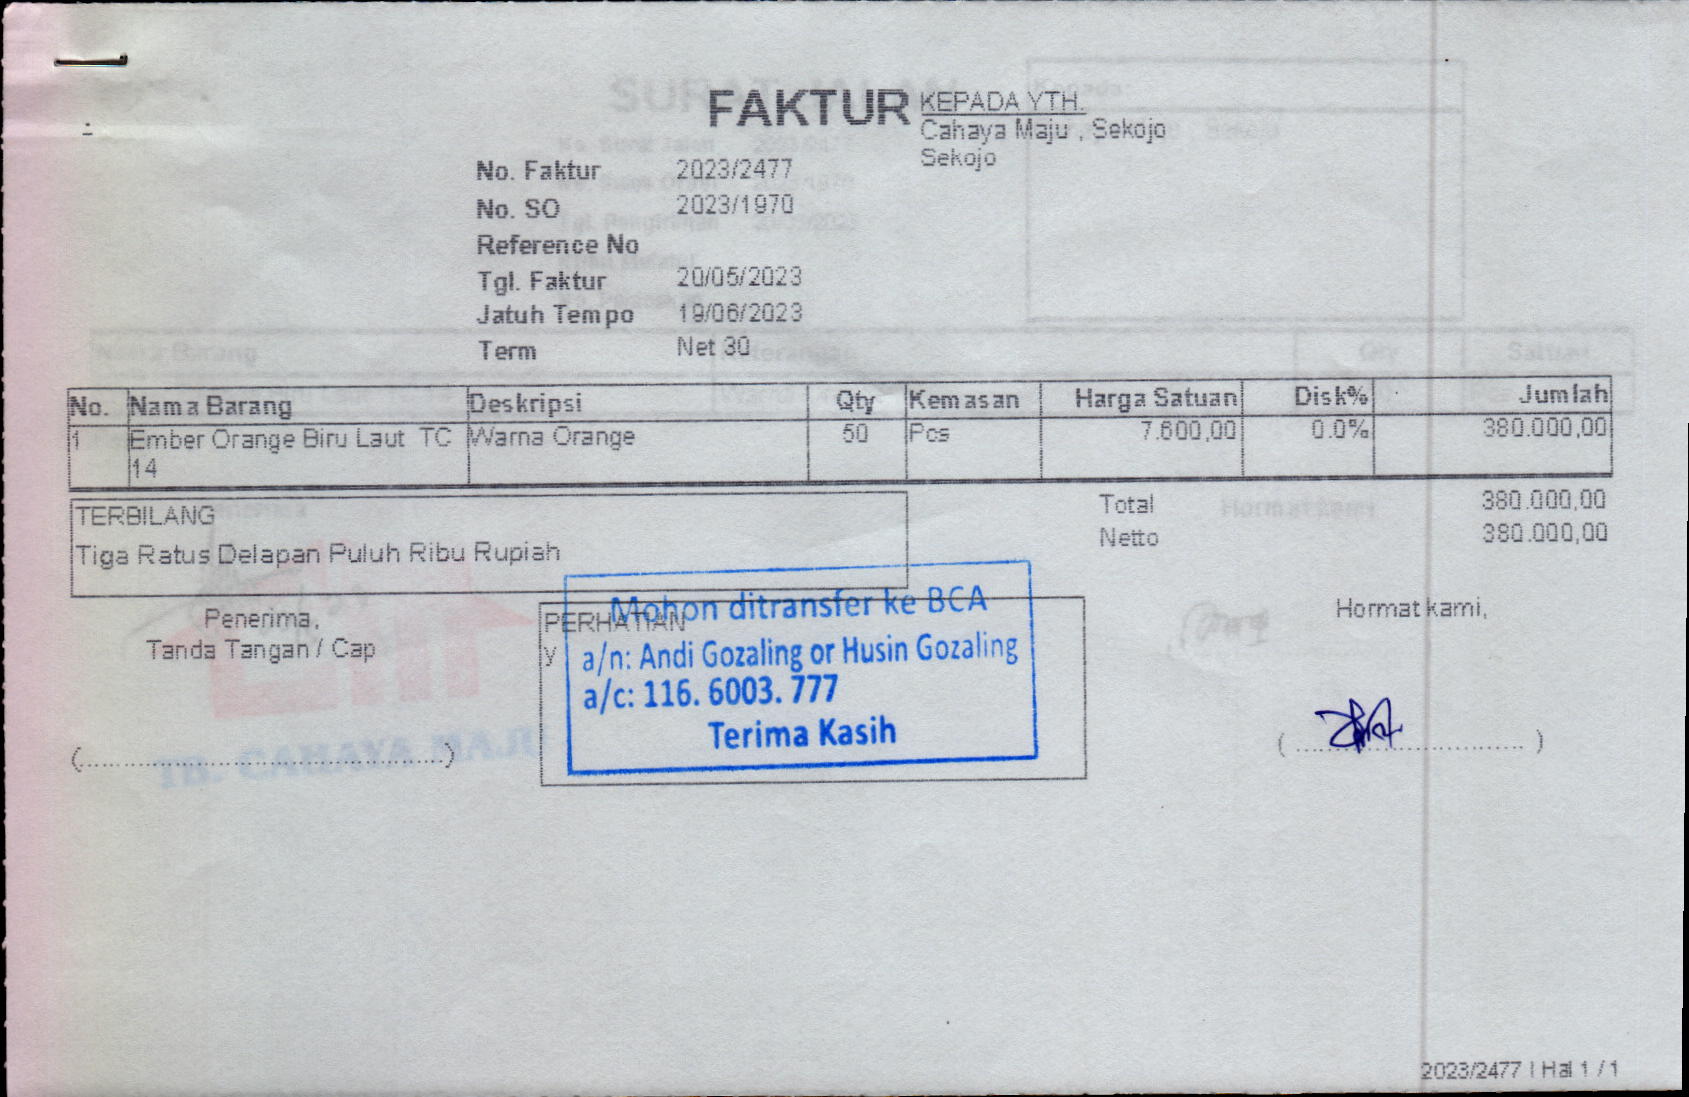 FAKTUR
KEPADA YTH.
Cahaya Maju , Sekojo
Sekojo
No. Faktur 2023/2477
No. SO 2023/1970
Reference No
Tgl. Faktur 20/05/2023
Jatuh Tempo 19/06/2023
Term Net 30
No. Nama Barang Deskripsi Qty Kemasan Harga Satuan Disk% Jumlah
1 Ember Orange Biru Laut TC 14 Warna Orange 50 Pcs 7.600,00 0.0% 380.000,00
Total 380.000,00
Netto 380.000,00
TERBILANG
Tiga Ratus Delapan Puluh Ribu Rupiah
Penerima,
Tanda Tangan / Cap
PERHATIAN
y
Mohon ditransfer ke BCA
a/n: Andi Gozaling or Husin Gozaling
a/c: 116. 6003. 777
Terima Kasih
Hormat kami,
TB. CAHAYA MAJU
2023/2477 | Hal 1 / 1